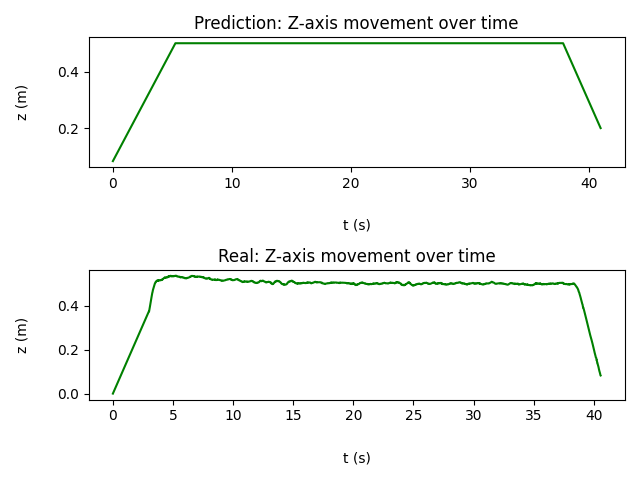 Prediction: Z-axis movement over time
0.4
0.2
z (m)
0 10 20 30 40
t (s)
Real: Z-axis movement over time
0.4
0.2
0.0
z (m)
0 5 10 15 20 25 30 35 40
t (s)